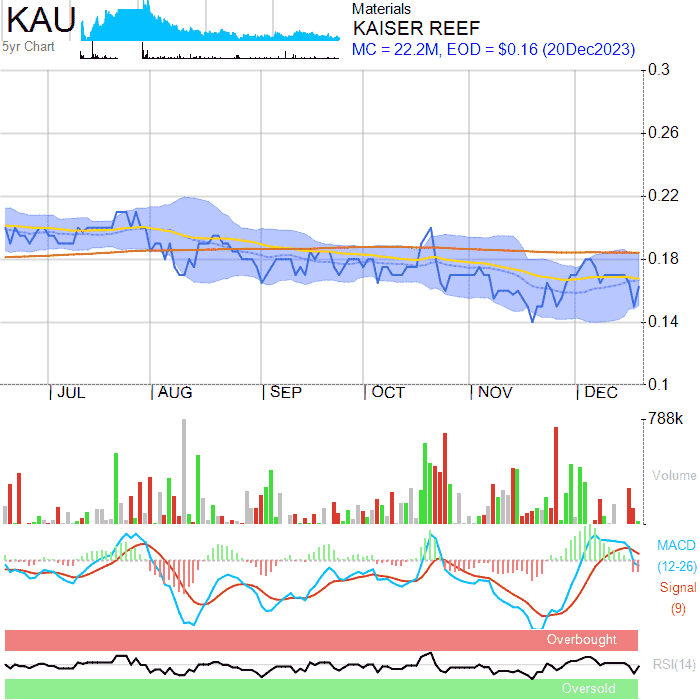 KAU
5yr Chart
Materials
KAISER REEF
MC = 22.2M, EOD = $0.16 (20Dec2023)
0.3
0.26
0.22
0.18
0.14
0.1
JUL AUG SEP OCT NOV DEC
788k
Volume
MACD
(12-26)
Signal
(9)
Overbought
RSI(14)
Oversold